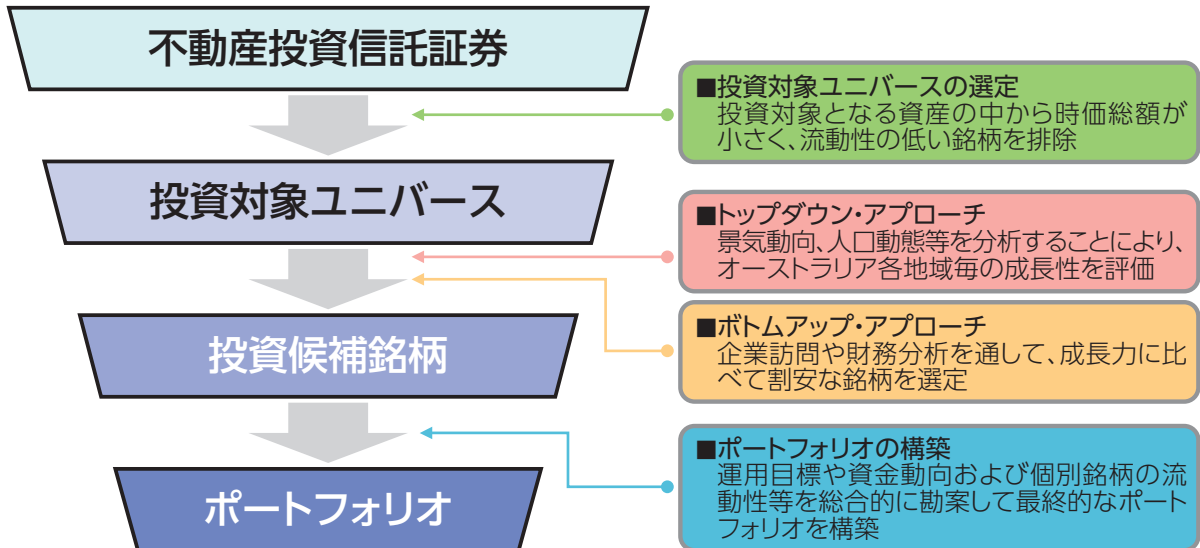 不動産投資信託証券
■投資対象ユニバースの選定
投資対象となる資産の中から時価総額が
小さく、流動性の低い銘柄を排除
投資対象ユニバース
■トップダウン・アプローチ
景気動向、人口動態等を分析することにより、
オーストラリア各地域毎の成長性を評価
■ボトムアップ・アプローチ
企業訪問や財務分析を通して、成長力に比
べて割安な銘柄を選定
投資候補銘柄
■ポートフォリオの構築
運用目標や資金動向および個別銘柄の流
動性等を総合的に勘案して最終的なポート
フォリオを構築
ポートフォリオ